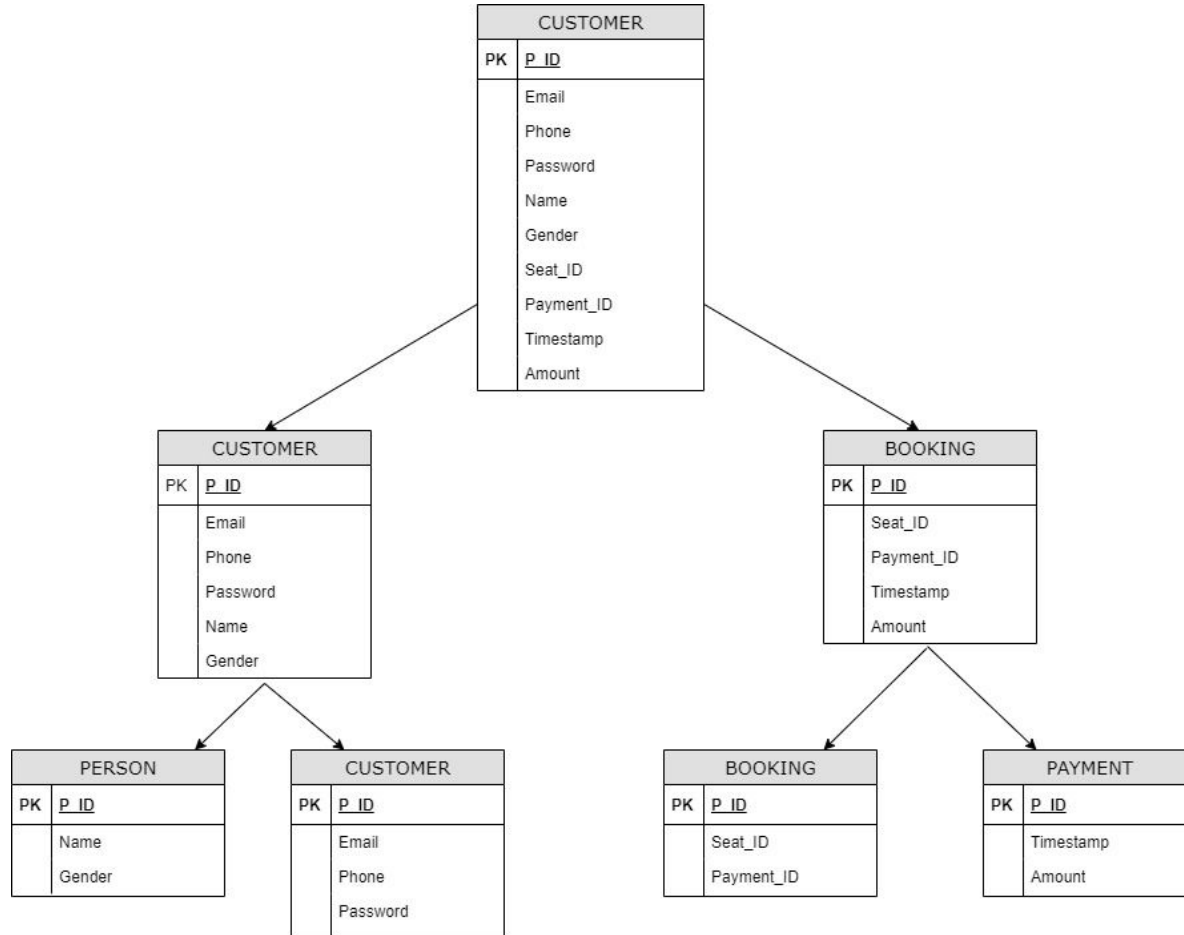 CUSTOMER
PK P_ID
Email
Phone
Password
Name
Gender
Seat_ID
Payment_ID
Timestamp
Amount
CUSTOMER
PK P_ID
Email
Phone
Password
Name
Gender
BOOKING
PK P_ID
Seat_ID
Payment_ID
Timestamp
Amount
PERSON
PK P_ID
Name
Gender
CUSTOMER
PK P_ID
Email
Phone
Password
BOOKING
PK P_ID
Seat_ID
Payment_ID
PAYMENT
PK P_ID
Timestamp
Amount